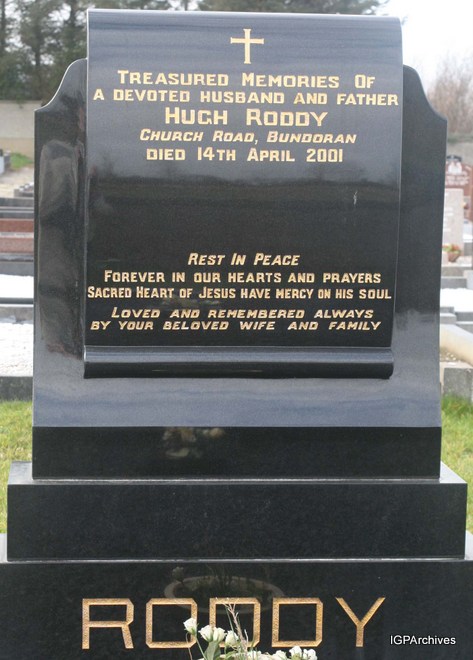 TREASURED MEMORIES OF
A DEVOTED HUSBAND AND FATHER
HUGH RODDY
CHURCH ROAD, BUNDORAN
DIED 14TH APRIL 2001
REST IN PEACE
FOREVER IN OUR HEARTS AND PRAYERS
SACRED HEART OF JESUS HAVE MERCY ON HIS SOUL
LOVED AND REMEMBERED ALWAYS
BY YOUR BELOVED WIFE AND FAMILY
RODDY
IGPArchives